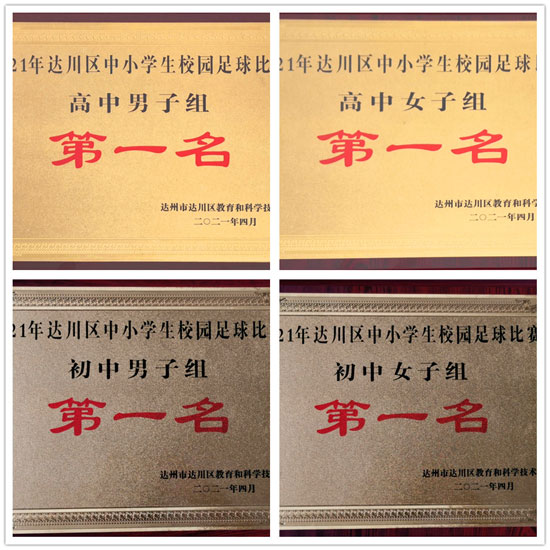 21年达川区中小学生校园足球比
高中男子组
第一名
达州市达川区教育和科学技
二〇二一年四月
21年达川区中小学生校园足球比
高中女子组
第一名
达州市达川区教育和科学技术
二〇二一年四月
21年达川区中小学生校园足球比
初中男子组
第一名
达州市达川区教育和科学技
二〇二一年四月
21年达川区中小学生校园足球比赛
初中女子组
第一名
达州市达川区教育和科学技术
二〇二一年四月